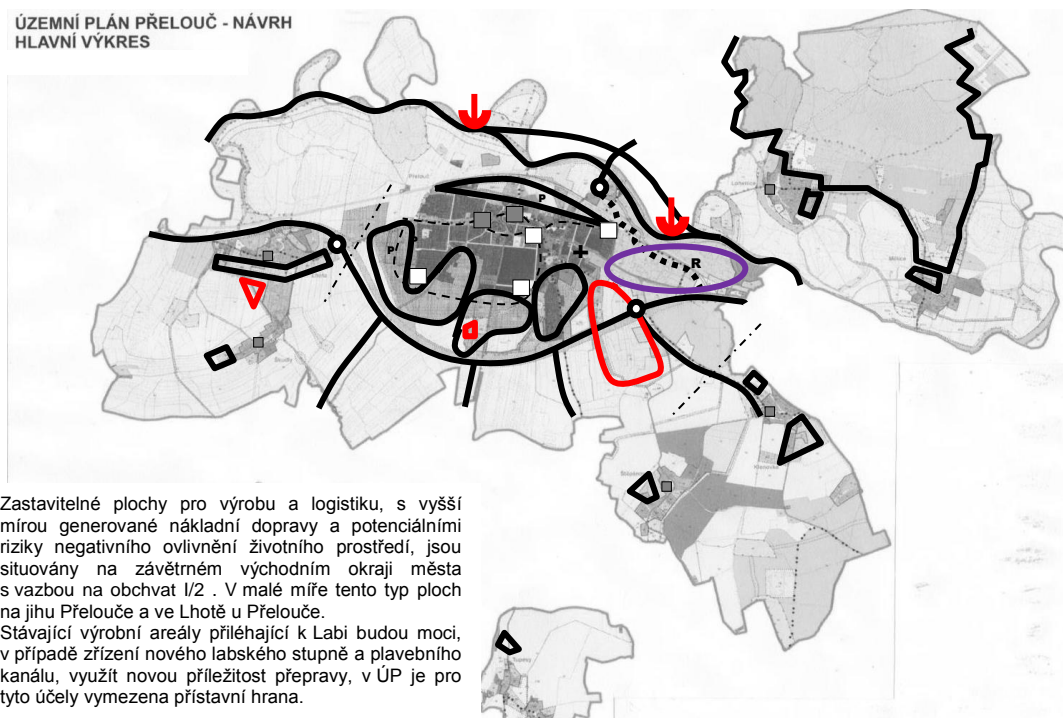 ÚZEMNÍ PLÁN PŘELOUČ - NÁVRH
HLAVNÍ VÝKRES
P
P
R
Zastavitelné plochy pro výrobu a logistiku, s vyšší
mírou generované nákladní dopravy a potenciálními
riziky negativního ovlivnění životního prostředí, jsou
situovány na závětrném východním okraji města
s vazbou na obchvat I/2 . V malé míře tento typ ploch
na jihu Přelouče a ve Lhotě u Přelouče.
Stávající výrobní areály přiléhající k Labi budou moci,
v případě zřízení nového labského stupně a plavebního
kanálu, využít novou příležitost přepravy, v ÚP je pro
tyto účely vymezena přístavní hrana.